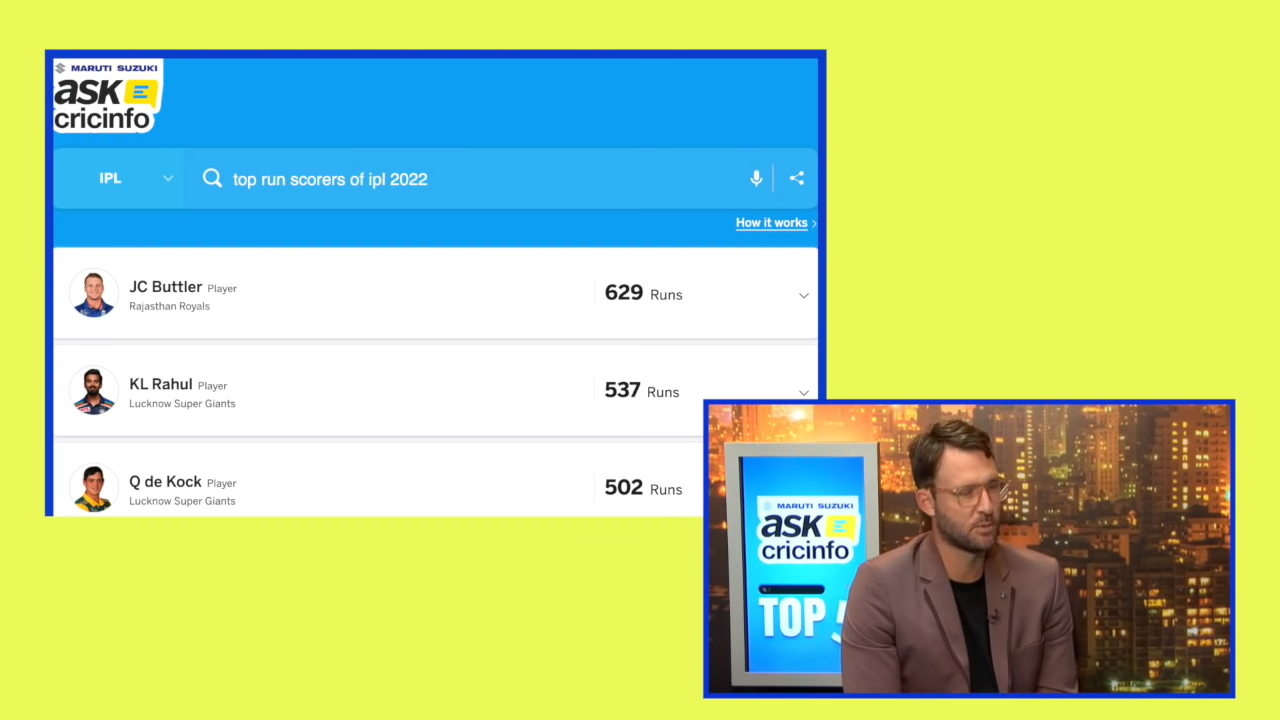 MARUTI SUZUKI
ask
cricinfo
IPL
top run scorers of ipl 2022
How it works
JC Buttler Player
Rajasthan Royals
629 Runs
KL Rahul Player
Lucknow Super Giants
537 Runs
Q de Kock Player
Lucknow Super Giants
502 Runs
MARUTI SUZUKI
ask
cricinfo
TOP 5